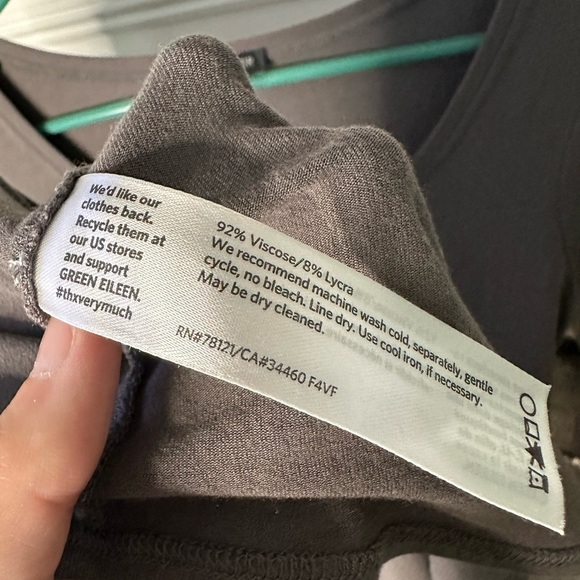 We'd like our
clothes back.
Recycle them at
our US stores
and support
GREEN EILEEN.
#thxverymuch
92% Viscose/8% Lycra
We recommend machine wash cold, separately, gentle
cycle, no bleach. Line dry. Use cool iron, if necessary.
May be dry cleaned.
RN#78121/CA#34460 F4VF